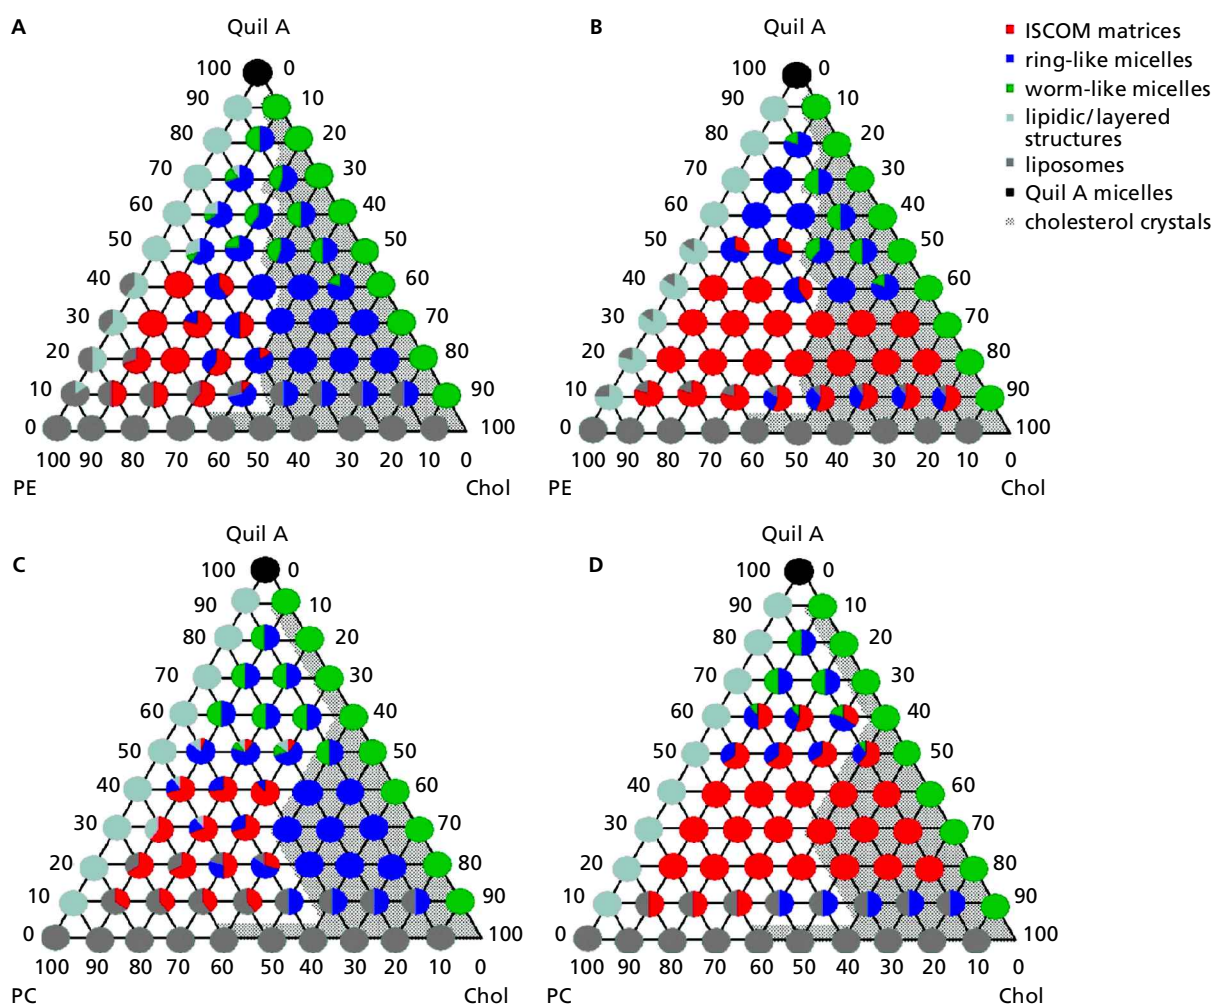 A
Quil A
100 0
90 10
80 20
70 30
60 40
50 50
40 60
30 70
20 80
10 90
0 100
100 90 80 70 60 50 40 30 20 10 0
PE Chol
B
Quil A
100 0
90 10
80 20
70 30
60 40
50 50
40 60
30 70
20 80
10 90
0 100
100 90 80 70 60 50 40 30 20 10 0
PE Chol
ISCOM matrices
ring-like micelles
worm-like micelles
lipidic/layered
structures
liposomes
Quil A micelles
cholesterol crystals
C
Quil A
100 0
90 10
80 20
70 30
60 40
50 50
40 60
30 70
20 80
10 90
0 100
100 90 80 70 60 50 40 30 20 10 0
PC Chol
D
Quil A
100 0
90 10
80 20
70 30
60 40
50 50
40 60
30 70
20 80
10 90
0 100
100 90 80 70 60 50 40 30 20 10 0
PC Chol